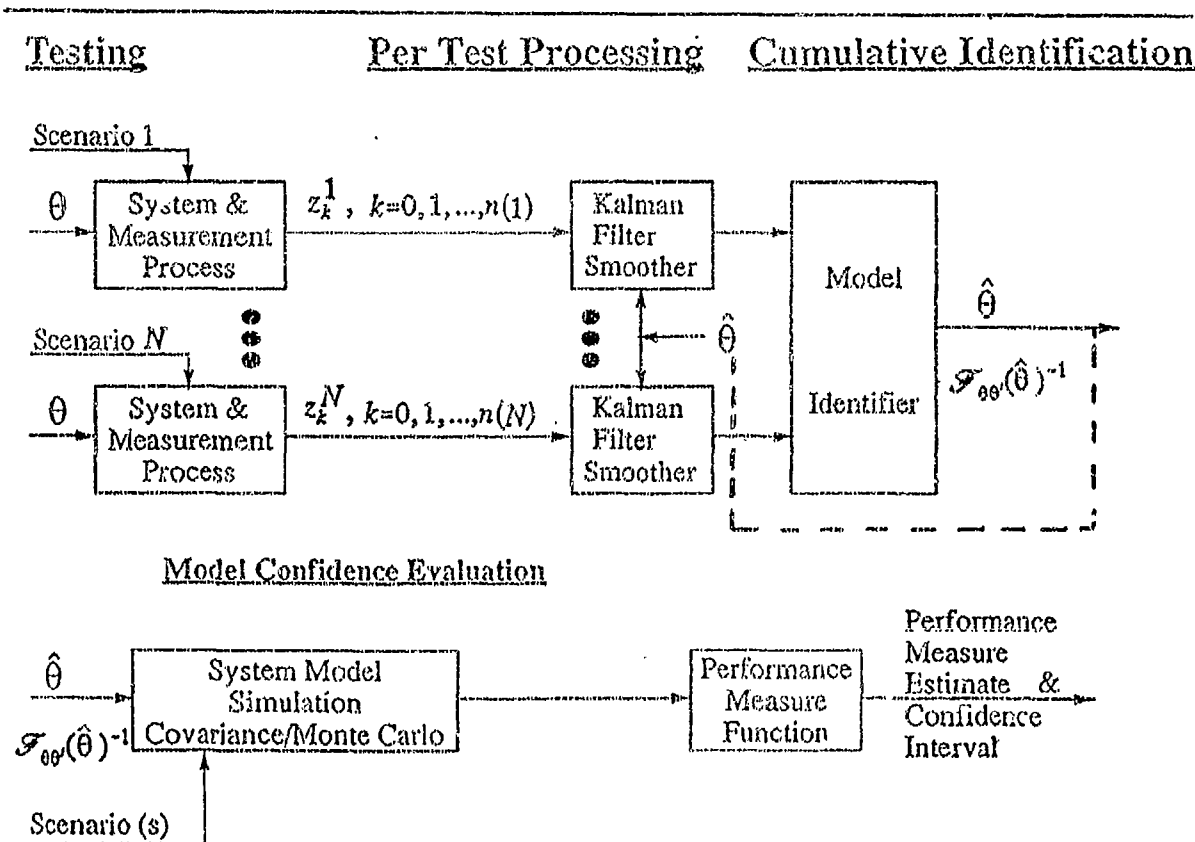 Testing Per Test Processing Cumulative Identification
Scenario 1
θ
System &
Measurement
Process
z_k^1, k=0,1,...,n(1)
Kalman
Filter
Smoother
Scenario N
θ
System &
Measurement
Process
z_k^N, k=0,1,...,n(N)
θ̂
Kalman
Filter
Smoother
Model
Identifier
θ̂
ℱ_θθ'(θ̂)^-1
Model Confidence Evaluation
θ̂
ℱ_θθ'(θ̂)^-1
System Model
Simulation
Covariance/Monte Carlo
Scenario (s)
Performance
Measure
Function
Performance
Measure
Estimate &
Confidence
Interval